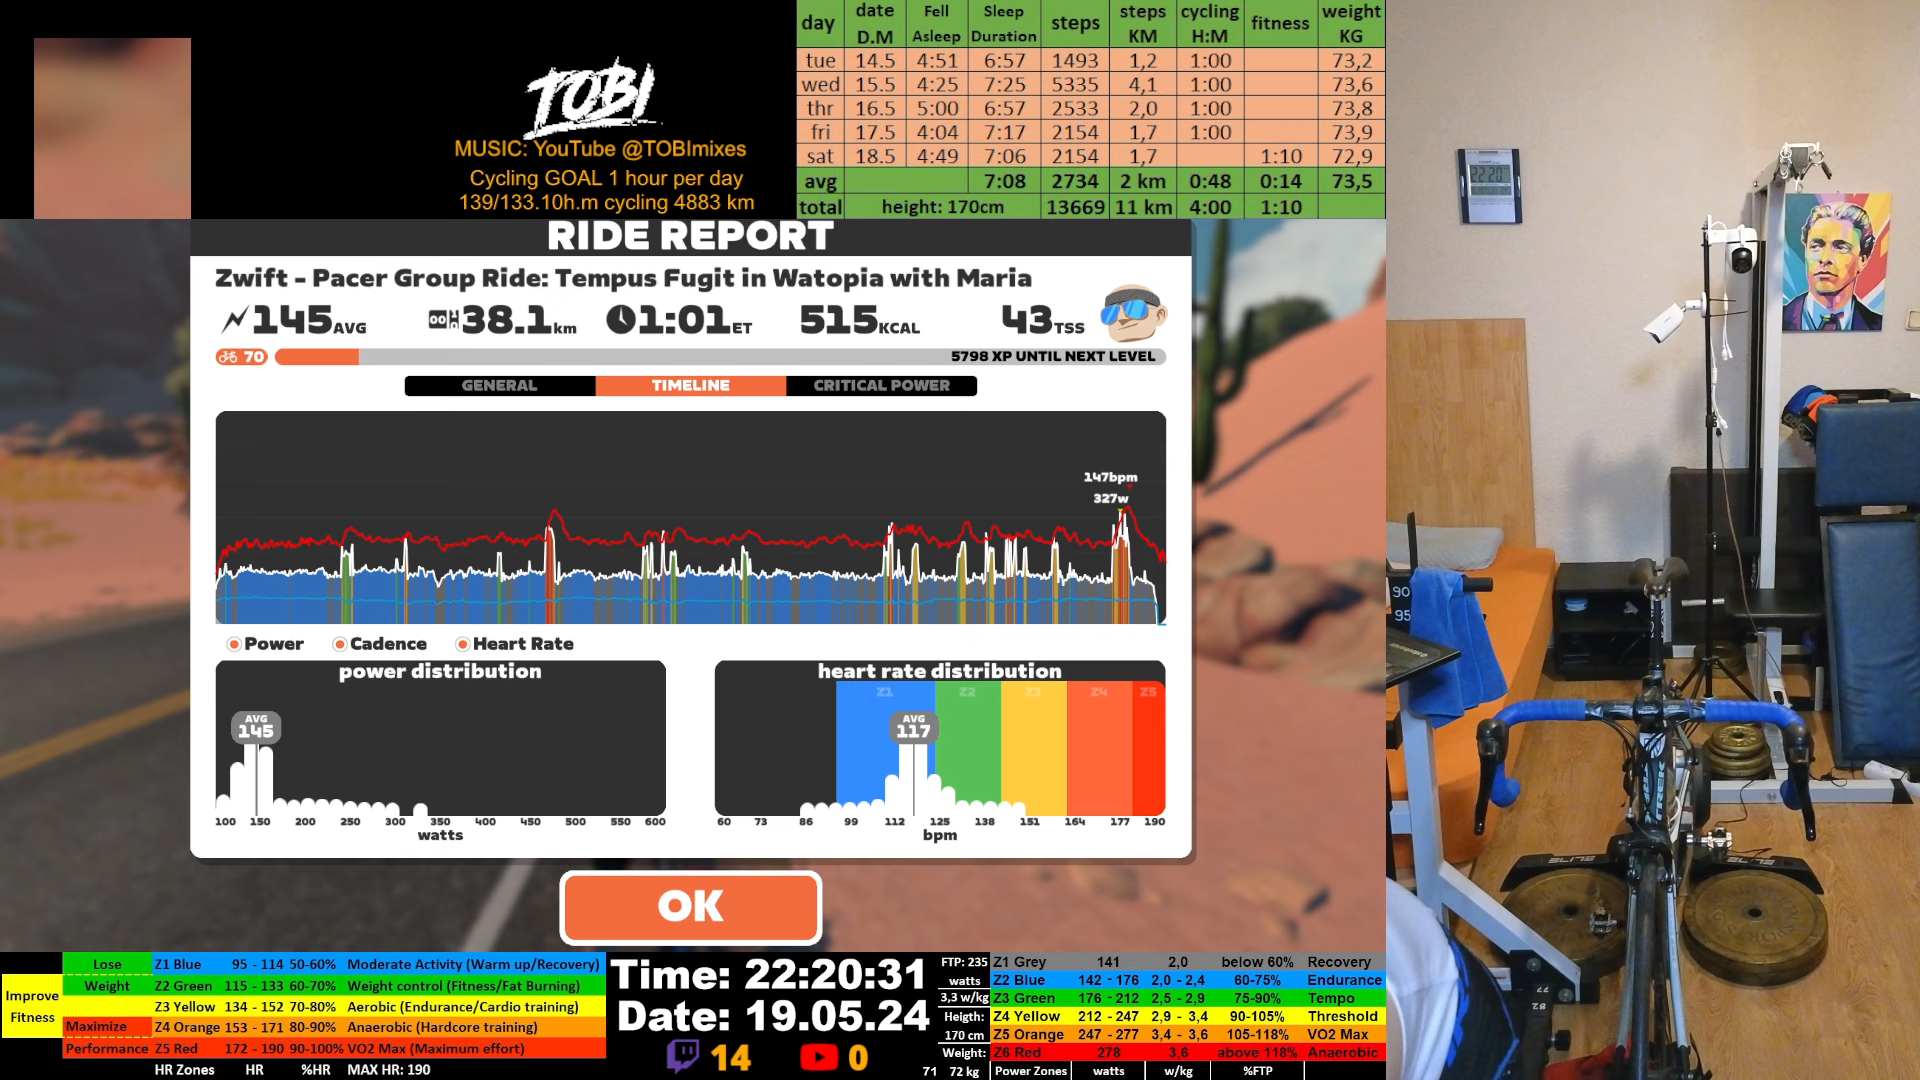 TOBI
MUSIC: YouTube @TOBImixes
Cycling GOAL 1 hour per day
139/133.10h.m cycling 4883 km
day date D.M Fell Asleep Sleep Duration steps steps KM cycling H:M fitness weight KG
tue 14.5 4:51 6:57 1493 1,2 1:00 73,2
wed 15.5 4:25 7:25 5335 4,1 1:00 73,6
thr 16.5 5:00 6:57 2533 2,0 1:00 73,8
fri 17.5 4:04 7:17 2154 1,7 1:00 73,9
sat 18.5 4:49 7:06 2154 1,7 1:10 72,9
avg 7:08 2734 2 km 0:48 0:14 73,5
total height: 170cm 13669 11 km 4:00 1:10
RIDE REPORT
Zwift - Pacer Group Ride: Tempus Fugit in Watopia with Maria
145AVG 38.1km 1:01ET 515KCAL 43TSS
70 5798 XP UNTIL NEXT LEVEL
GENERAL TIMELINE CRITICAL POWER
147bpm
327w
Power Cadence Heart Rate
power distribution
AVG
145
100 150 200 250 300 350 400 450 500 550 600
watts
heart rate distribution
Z1 Z2 Z3 Z4 Z5
AVG
117
60 73 86 99 112 125 138 151 164 177 190
bpm
OK
Improve Fitness
Lose Weight
Maximize Performance
Z1 Blue 95 - 114 50-60% Moderate Activity (Warm up/Recovery)
Z2 Green 115 - 133 60-70% Weight control (Fitness/Fat Burning)
Z3 Yellow 134 - 152 70-80% Aerobic (Endurance/Cardio training)
Z4 Orange 153 - 171 80-90% Anaerobic (Hardcore training)
Z5 Red 172 - 190 90-100% VO2 Max (Maximum effort)
HR Zones HR %HR MAX HR: 190
Time: 22:20:31
Date: 19.05.24
14 0
FTP: 235
watts
3,3 w/kg
Heigth:
170 cm
Weight:
71 72 kg
Z1 Grey 141 2,0 below 60% Recovery
Z2 Blue 142 - 176 2,0 - 2,4 60-75% Endurance
Z3 Green 176 - 212 2,5 - 2,9 75-90% Tempo
Z4 Yellow 212 - 247 2,9 - 3,4 90-105% Threshold
Z5 Orange 247 - 277 3,4 - 3,6 105-118% VO2 Max
Z6 Red 278 3,6 above 118% Anaerobic
Power Zones watts w/kg %FTP
22 20
90
95
TREK
ELITE
ELITE
77
82